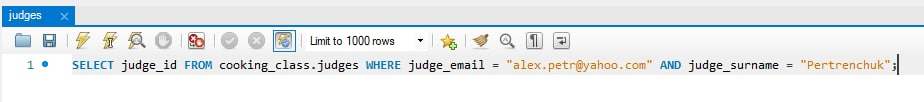 judges
Limit to 1000 rows
1 SELECT judge_id FROM cooking_class.judges WHERE judge_email = "alex.petr@yahoo.com" AND judge_surname = "Pertrenchuk";